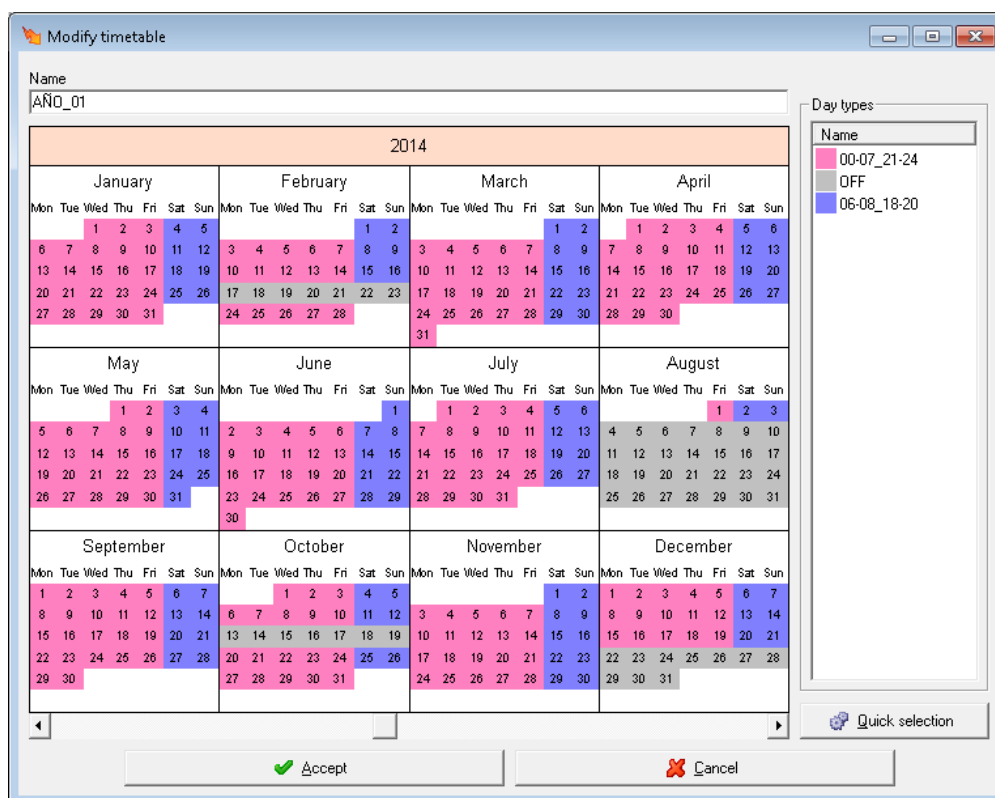 Modify timetable
Name
AÑO_01
2014
January February March April
Mon Tue Wed Thu Fri Sat Sun Mon Tue Wed Thu Fri Sat Sun Mon Tue Wed Thu Fri Sat Sun Mon Tue Wed Thu Fri Sat Sun
1 2 3 4 5 1 2 1 2 1 2 3 4 5 6
6 7 8 9 10 11 12 3 4 5 6 7 8 9 3 4 5 6 7 8 9 7 8 9 10 11 12 13
13 14 15 16 17 18 19 10 11 12 13 14 15 16 10 11 12 13 14 15 16 14 15 16 17 18 19 20
20 21 22 23 24 25 26 17 18 19 20 21 22 23 17 18 19 20 21 22 23 21 22 23 24 25 26 27
27 28 29 30 31 24 25 26 27 28 24 25 26 27 28 29 30 28 29 30
31
May June July August
Mon Tue Wed Thu Fri Sat Sun Mon Tue Wed Thu Fri Sat Sun Mon Tue Wed Thu Fri Sat Sun Mon Tue Wed Thu Fri Sat Sun
1 2 3 4 1 1 2 3 4 5 6 1 2 3
5 6 7 8 9 10 11 2 3 4 5 6 7 8 7 8 9 10 11 12 13 4 5 6 7 8 9 10
12 13 14 15 16 17 18 9 10 11 12 13 14 15 14 15 16 17 18 19 20 11 12 13 14 15 16 17
19 20 21 22 23 24 25 16 17 18 19 20 21 22 21 22 23 24 25 26 27 18 19 20 21 22 23 24
26 27 28 29 30 31 23 24 25 26 27 28 29 28 29 30 31 25 26 27 28 29 30 31
30
September October November December
Mon Tue Wed Thu Fri Sat Sun Mon Tue Wed Thu Fri Sat Sun Mon Tue Wed Thu Fri Sat Sun Mon Tue Wed Thu Fri Sat Sun
1 2 3 4 5 6 7 1 2 3 4 5 1 2 1 2 3 4 5 6 7
8 9 10 11 12 13 14 6 7 8 9 10 11 12 3 4 5 6 7 8 9 8 9 10 11 12 13 14
15 16 17 18 19 20 21 13 14 15 16 17 18 19 10 11 12 13 14 15 16 15 16 17 18 19 20 21
22 23 24 25 26 27 28 20 21 22 23 24 25 26 17 18 19 20 21 22 23 22 23 24 25 26 27 28
29 30 27 28 29 30 31 24 25 26 27 28 29 30 29 30 31
Day types
Name
00-07_21-24
OFF
06-08_18-20
Quick selection
Accept
Cancel